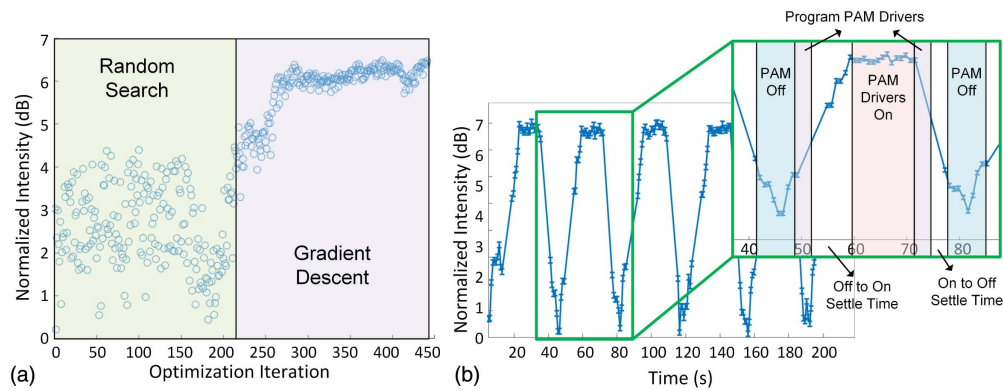 Program PAM Drivers
7
6
5
4
3
2
1
0
Normalized Intensity (dB)
Random
Search
Gradient
Descent
0 50 100 150 200 250 300 350 400 450
Optimization Iteration
(a)
7
6
5
4
3
2
1
0
Normalized Intensity (dB)
PAM
Off
PAM
Drivers
On
PAM
Off
40 50 60 70 80
Off to On
Settle Time
On to Off
Settle Time
20 40 60 80 100 120 140 160 180 200
Time (s)
(b)